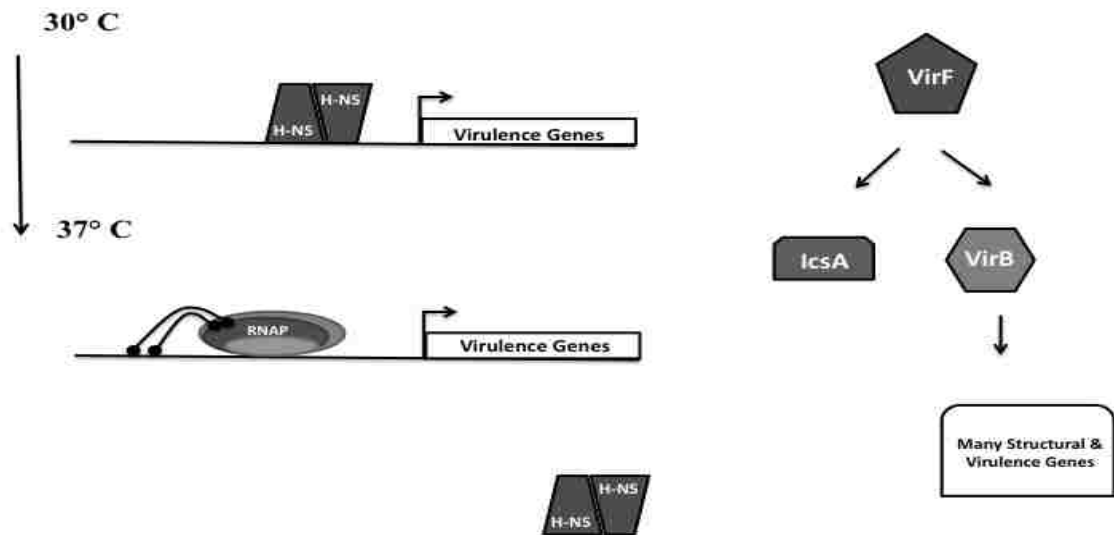 30° C
H-NS
H-NS
Virulence Genes
37° C
RNAP
Virulence Genes
H-NS
H-NS
VirF
IcsA
VirB
Many Structural &
Virulence Genes